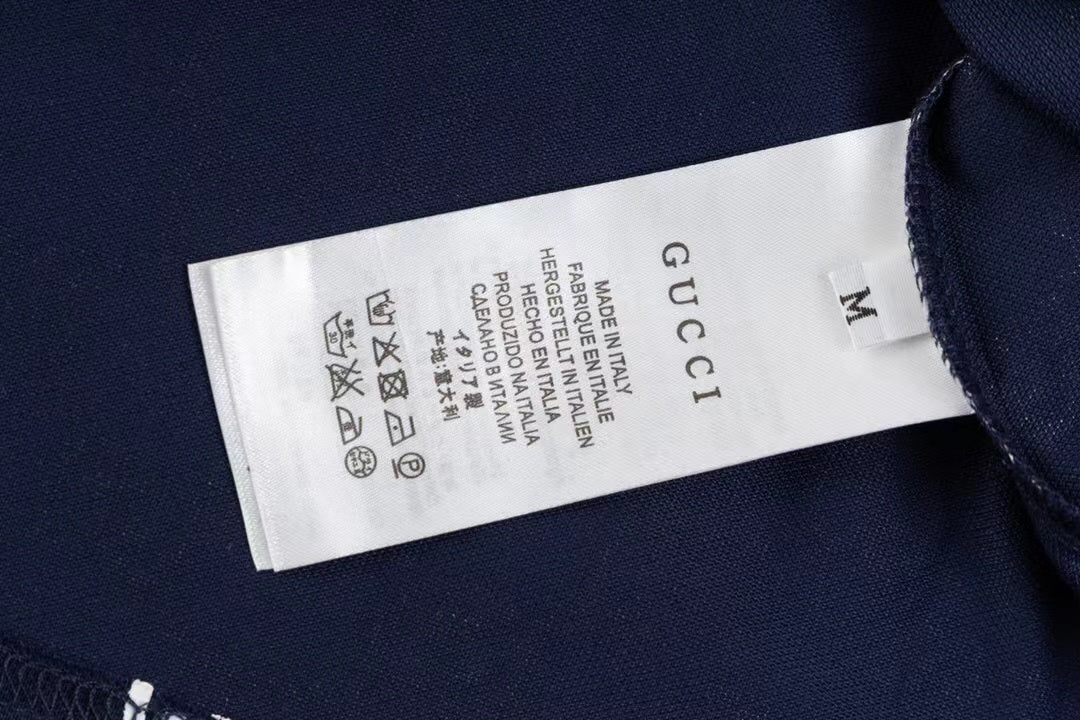 GUCCI
M
MADE IN ITALY
FABRIQUE EN ITALIE
HERGESTELLT IN ITALIEN
HECHO EN ITALIA
PRODUZIDO NA ITALIA
СДЕЛАНО В ИТАЛИИ
イタリア製
产地:意大利
P
30